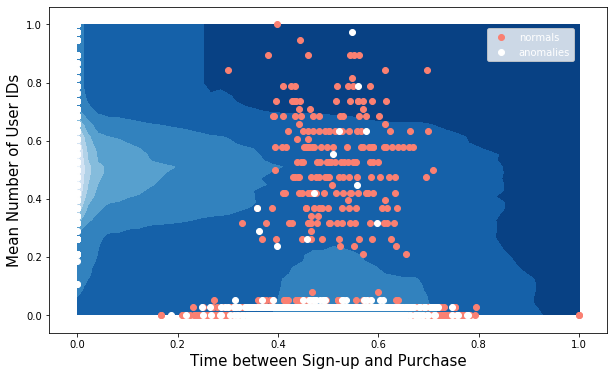 normals
anomalies
Mean Number of User IDs
1.0
0.8
0.6
0.4
0.2
0.0
0.0 0.2 0.4 0.6 0.8 1.0
Time between Sign-up and Purchase